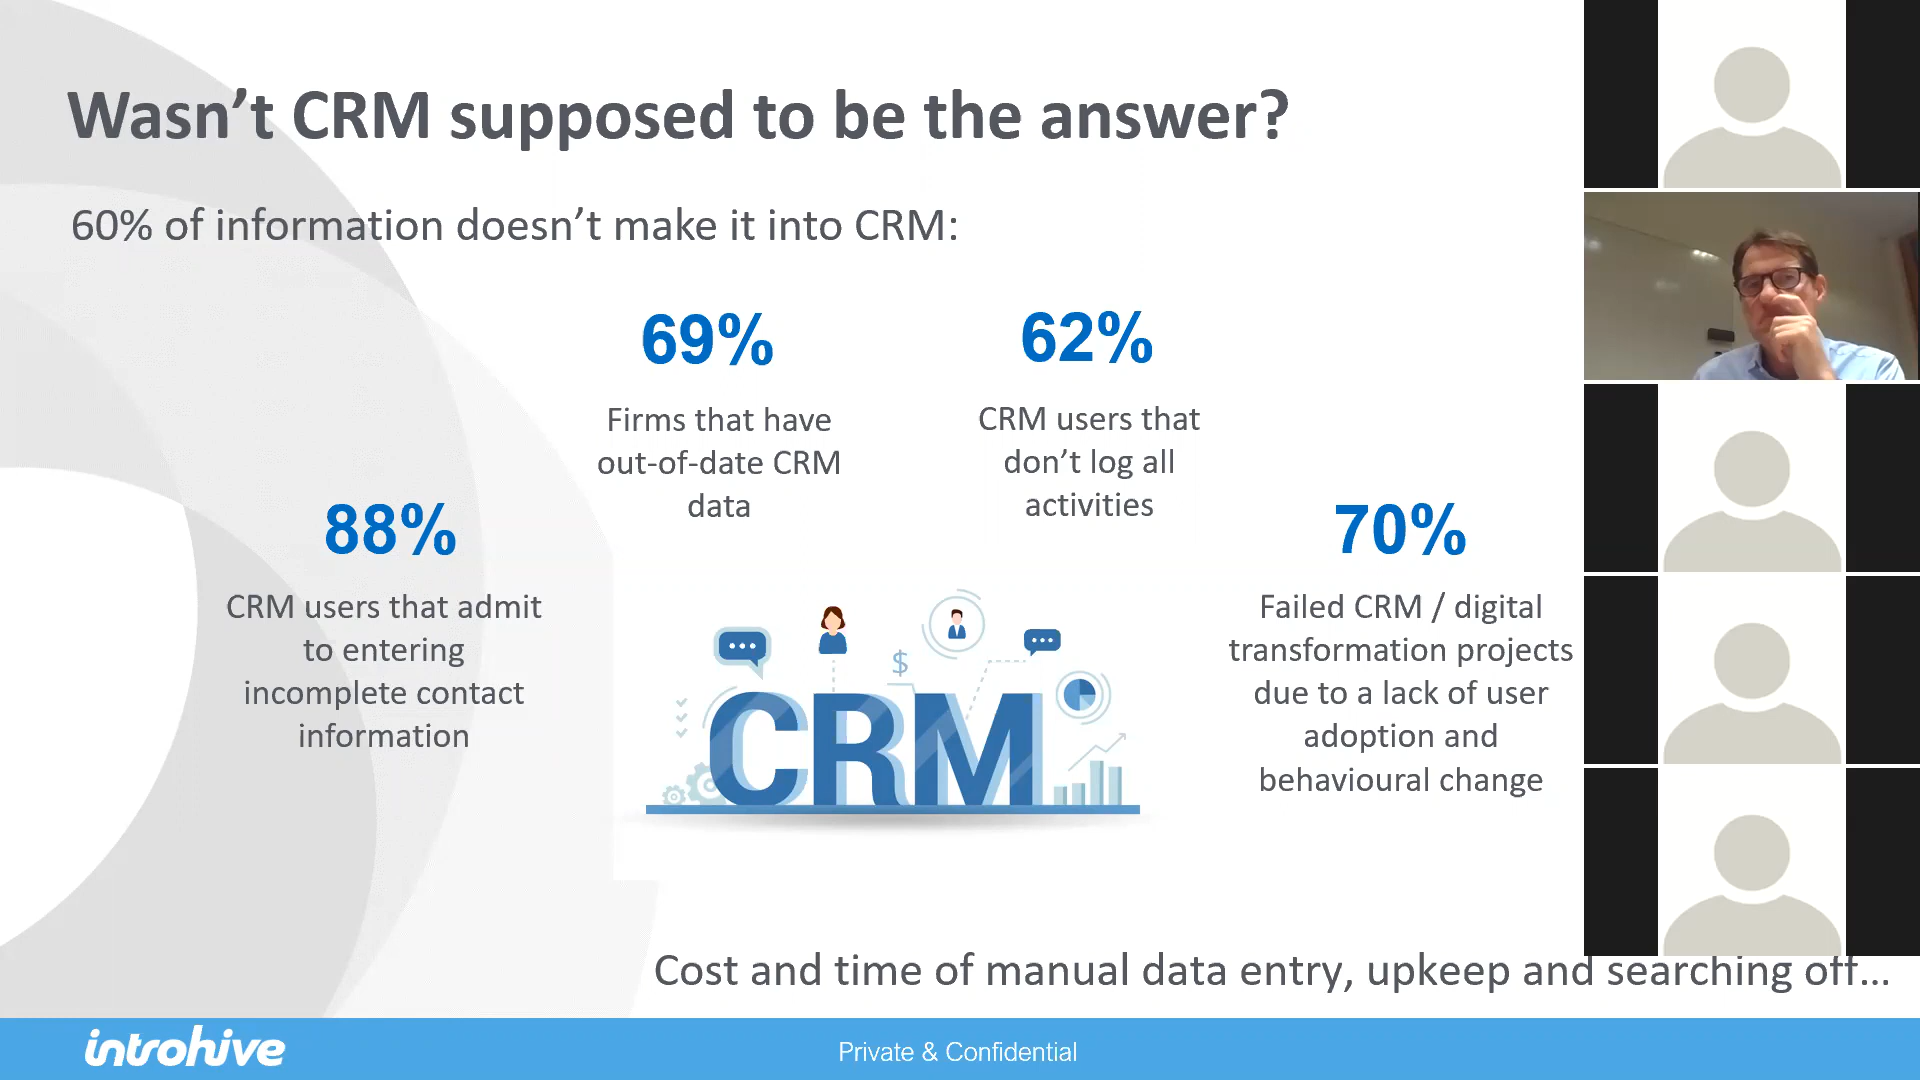 Wasn’t CRM supposed to be the answer?
60% of information doesn’t make it into CRM:
88%
CRM users that admit
to entering
incomplete contact
information
69%
Firms that have
out-of-date CRM
data
62%
CRM users that
don’t log all
activities
70%
Failed CRM / digital
transformation projects
due to a lack of user
adoption and
behavioural change
$
CRM
Cost and time of manual data entry, upkeep and searching off...
introhive
Private & Confidential